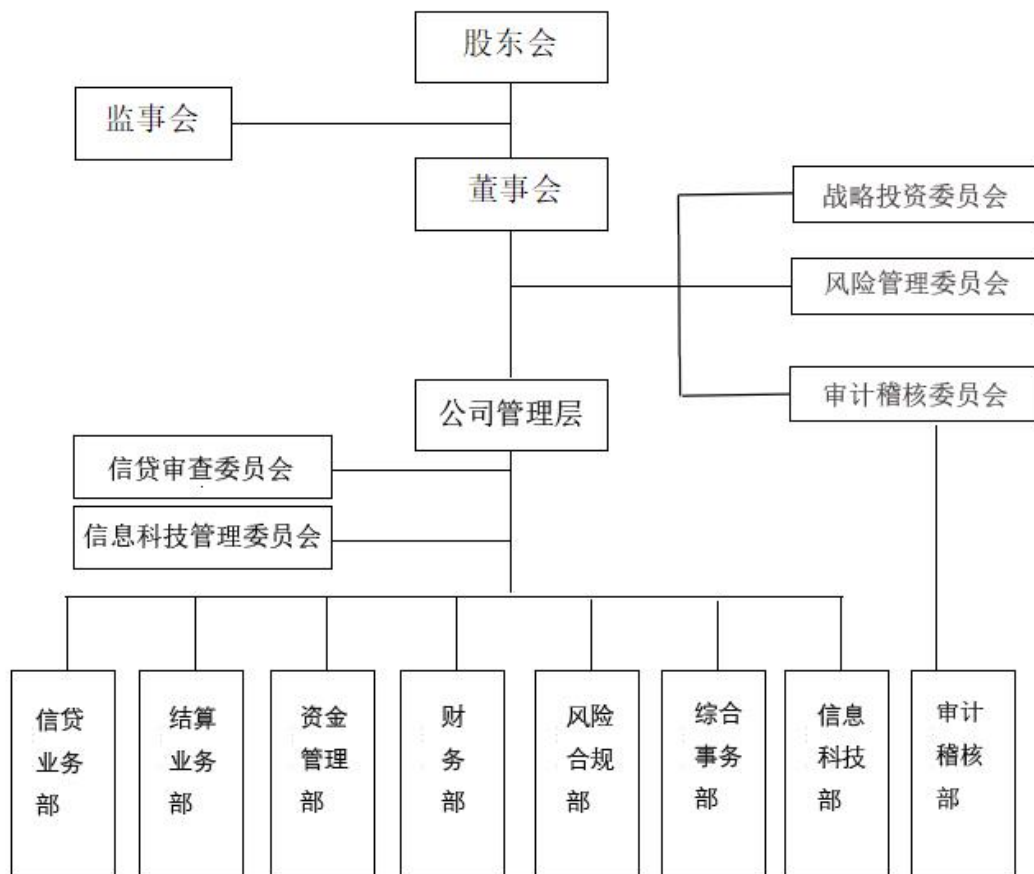 股东会
监事会
董事会
战略投资委员会
风险管理委员会
公司管理层
审计稽核委员会
信贷审查委员会
信息科技管理委员会
信贷
业务
部
结算
业务
部
资金
管理
部
财
务
部
风险
合规
部
综合
事务
部
信息
科技
部
审计
稽核
部